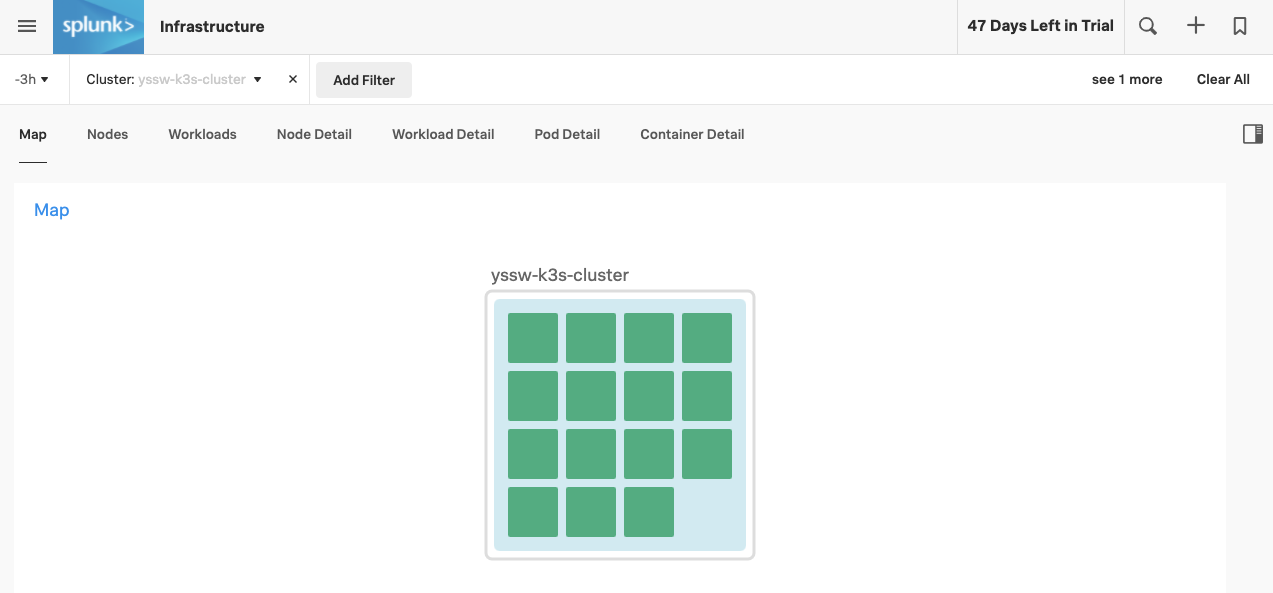 splunk> Infrastructure 47 Days Left in Trial
-3h Cluster: yssw-k3s-cluster Add Filter see 1 more Clear All
Map Nodes Workloads Node Detail Workload Detail Pod Detail Container Detail
Map
yssw-k3s-cluster